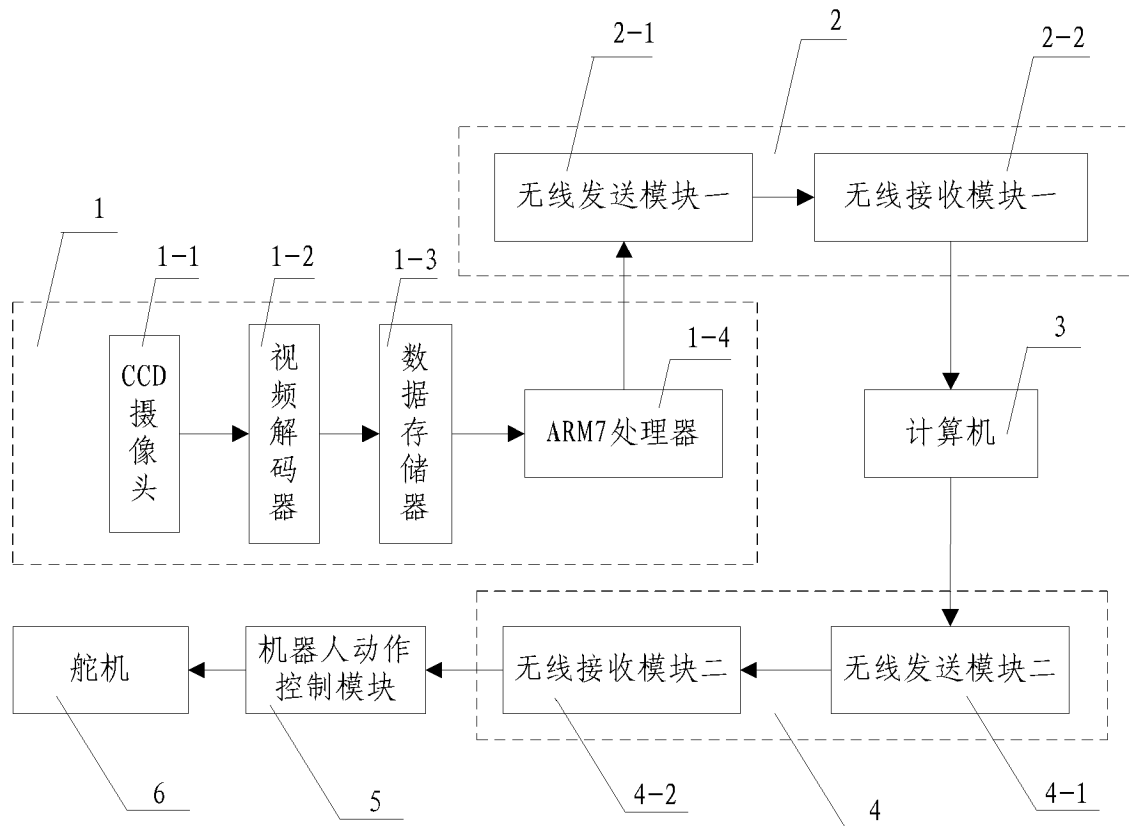 2-1
2
2-2
无线发送模块一
无线接收模块一
1
1-1
1-2
1-3
1-4
3
CCD
摄像头
视频解码器
数据存储器
ARM7处理器
计算机
舵机
机器人动作
控制模块
无线接收模块二
无线发送模块二
6
5
4-2
4
4-1